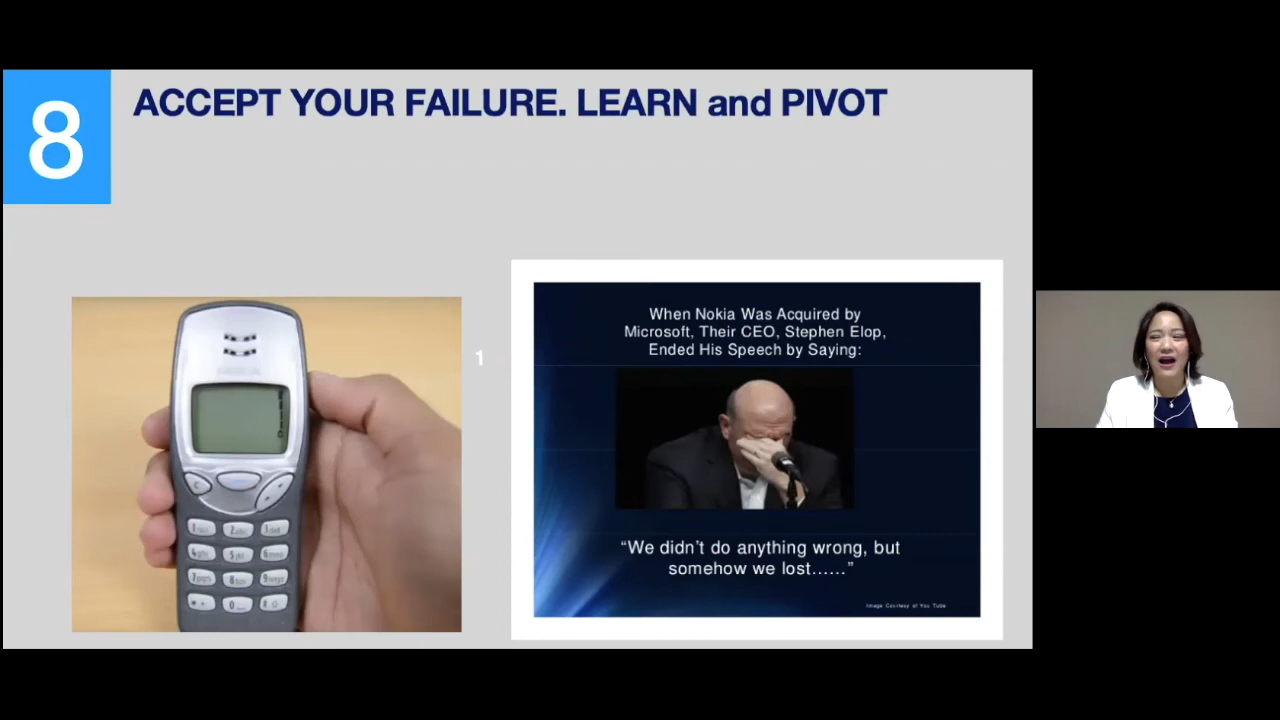 8
ACCEPT YOUR FAILURE. LEARN and PIVOT
1
When Nokia Was Acquired by
Microsoft, Their CEO, Stephen Elop,
Ended His Speech by Saying:
“We didn’t do anything wrong, but
somehow we lost……”
Image Courtesy of You Tube